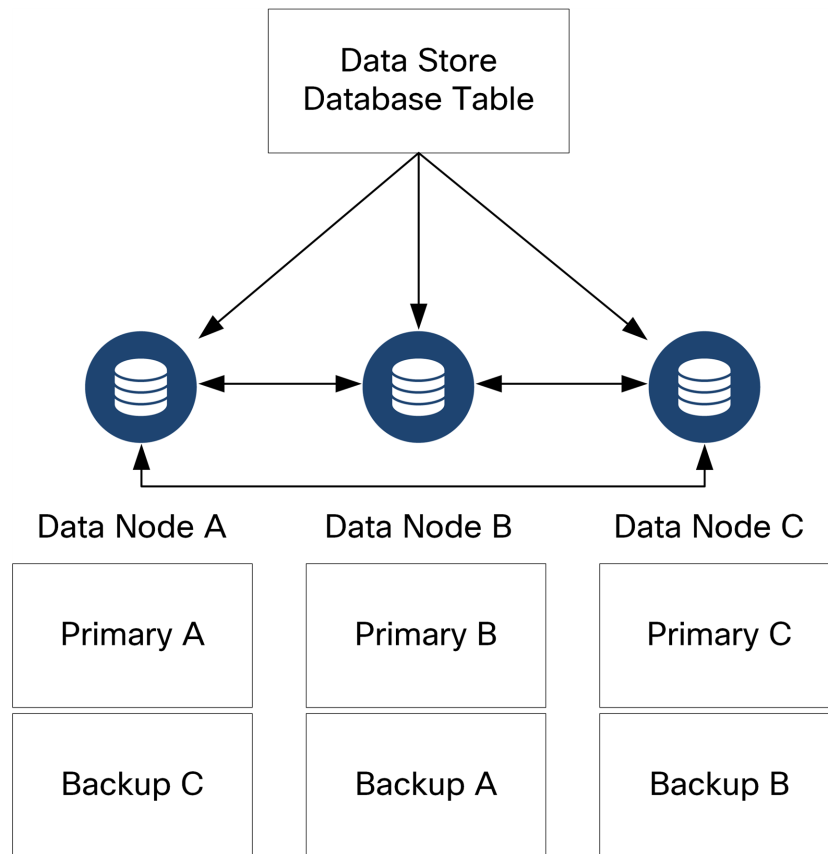 Data Store
Database Table
Data Node A
Data Node B
Data Node C
Primary A
Primary B
Primary C
Backup C
Backup A
Backup B